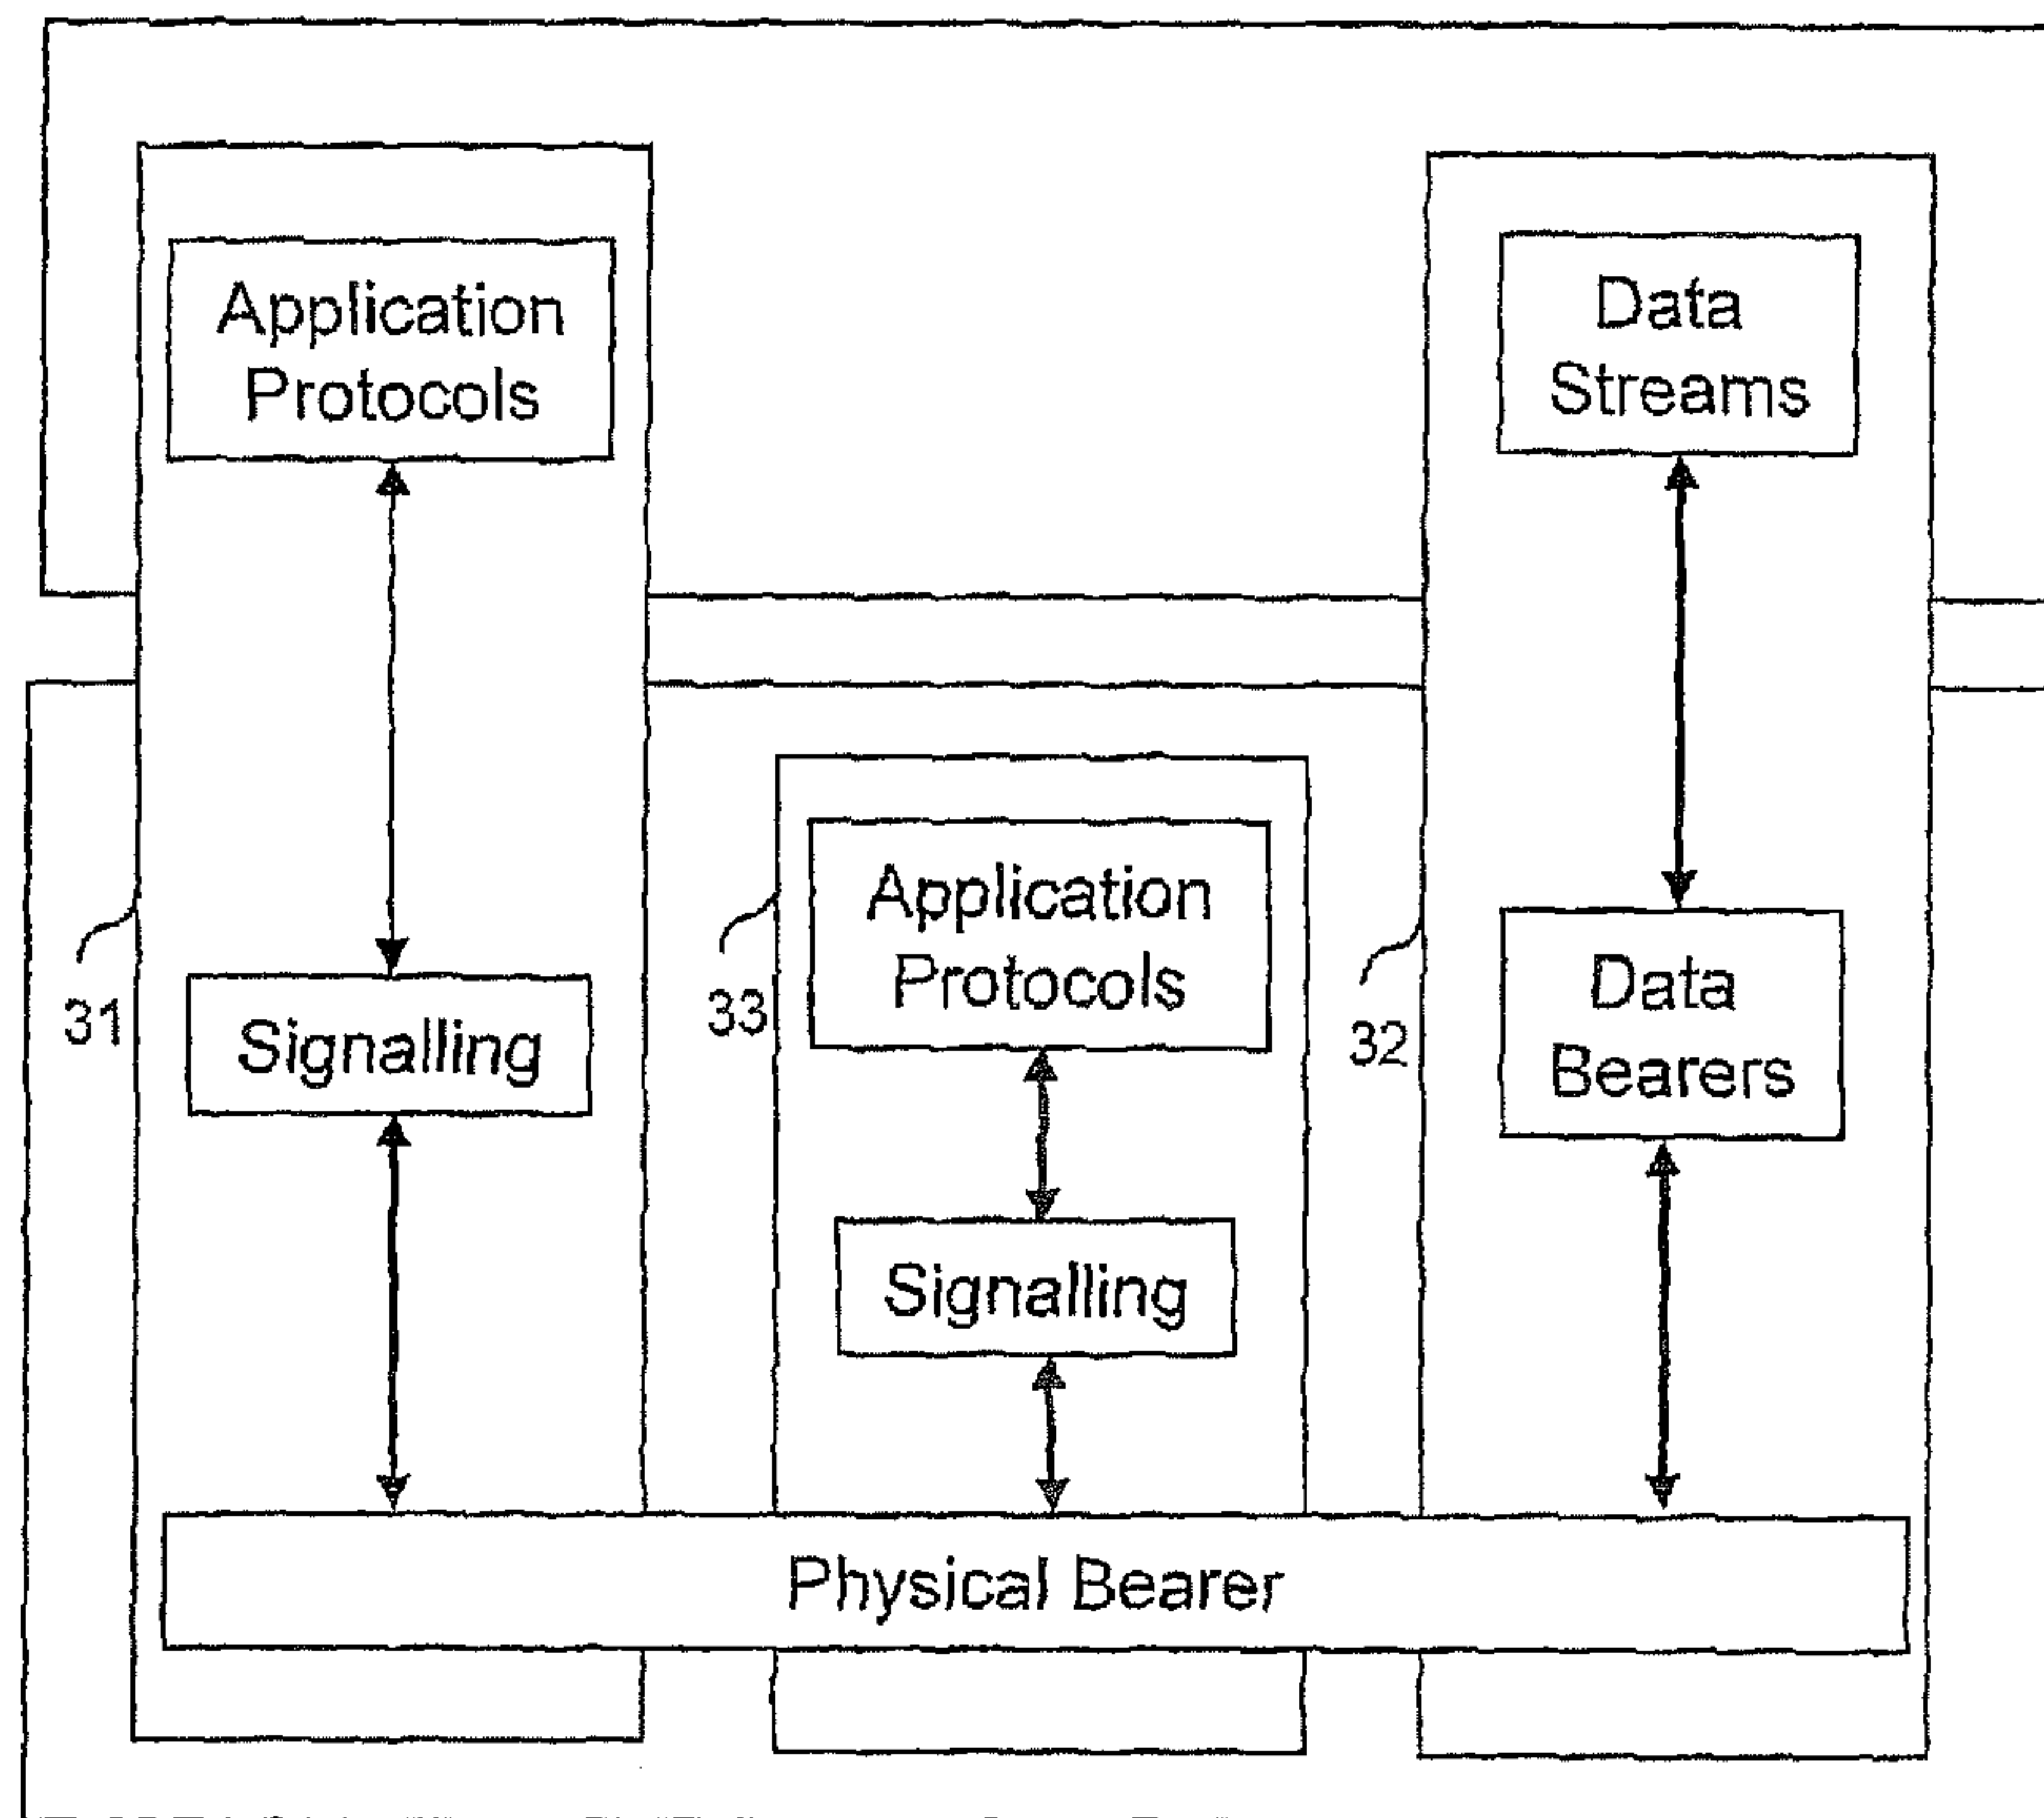 Application
Protocols
Data
Streams
31
Signalling
33
Application
Protocols
Signalling
32
Data
Bearers
Physical Bearer